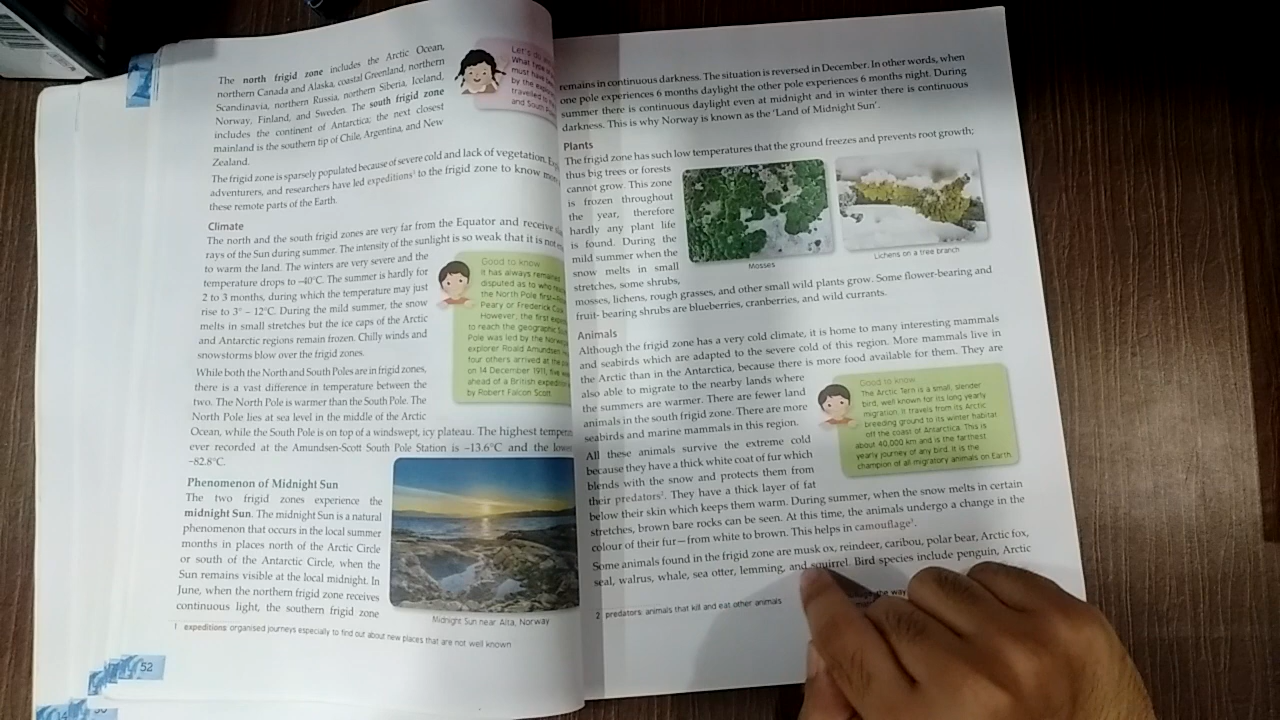 The north frigid zone includes the Arctic Ocean,
northern Canada and Alaska, coastal Greenland, northern
Scandinavia, northern Russia, northern Siberia, Iceland,
Norway, Finland, and Sweden. The south frigid zone
includes the continent of Antarctica; the next closest
mainland is the southern tip of Chile, Argentina, and New
Zealand.
Let's do
What type
must have
by the
travelled
and South
The frigid zone is sparsely populated because of severe cold and lack of vegetation.
adventurers, and researchers have led expeditions¹ to the frigid zone to know
these remote parts of the Earth.
Climate
The north and the south frigid zones are very far from the Equator and receive
rays of the Sun during summer. The intensity of the sunlight is so weak that it is not
to warm the land. The winters are very severe and the
temperature drops to –40°C. The summer is hardly for
2 to 3 months, during which the temperature may just
rise to 3° – 12°C. During the mild summer, the snow
melts in small stretches but the ice caps of the Arctic
and Antarctic regions remain frozen. Chilly winds and
snowstorms blow over the frigid zones.
Good to know
It has always
disputed as to who
the North Pole first
Peary or Frederick
However, the first
to reach the geographic
Pole was led by the
explorer Roald Amundsen
four others arrived at the
on 14 December 1911, five
ahead of a British
by Robert Falcon Scott.
While both the North and South Poles are in frigid zones,
there is a vast difference in temperature between the
two. The North Pole is warmer than the South Pole. The
North Pole lies at sea level in the middle of the Arctic
Ocean, while the South Pole is on top of a windswept, icy plateau. The highest
ever recorded at the Amundsen-Scott South Pole Station is –13.6°C and the
–82.8°C.
Phenomenon of Midnight Sun
The two frigid zones experience the
midnight Sun. The midnight Sun is a natural
phenomenon that occurs in the local summer
months in places north of the Arctic Circle
or south of the Antarctic Circle, when the
Sun remains visible at the local midnight. In
June, when the northern frigid zone receives
continuous light, the southern frigid zone
Midnight Sun near Alta, Norway
1 expeditions: organised journeys especially to find out about new places that are not well known
52
remains in continuous darkness. The situation is reversed in December. In other words, when
one pole experiences 6 months daylight the other pole experiences 6 months night. During
summer there is continuous daylight even at midnight and in winter there is continuous
darkness. This is why Norway is known as the 'Land of Midnight Sun'.
Plants
The frigid zone has such low temperatures that the ground freezes and prevents root growth;
thus big trees or forests
cannot grow. This zone
is frozen throughout
the year, therefore
hardly any plant life
is found. During the
mild summer when the
snow melts in small
stretches, some shrubs,
mosses, lichens, rough grasses, and other small wild plants grow. Some flower-bearing and
fruit- bearing shrubs are blueberries, cranberries, and wild currants.
Mosses
Lichens on a tree branch
Animals
Although the frigid zone has a very cold climate, it is home to many interesting mammals
and seabirds which are adapted to the severe cold of this region. More mammals live in
the Arctic than in the Antarctica, because there is more food available for them. They are
also able to migrate to the nearby lands where
the summers are warmer. There are fewer land
animals in the south frigid zone. There are more
seabirds and marine mammals in this region.
Good to know
The Arctic Tern is a small, slender
bird, well known for its long yearly
migration. It travels from its Arctic
breeding ground to its winter habitat
off the coast of Antarctica. This is
about 40,000 km and is the farthest
yearly journey of any bird. It is the
champion of all migratory animals on Earth.
All these animals survive the extreme cold
because they have a thick white coat of fur which
blends with the snow and protects them from
their predators². They have a thick layer of fat
below their skin which keeps them warm. During summer, when the snow melts in certain
stretches, brown bare rocks can be seen. At this time, the animals undergo a change in the
colour of their fur—from white to brown. This helps in camouflage³.
Some animals found in the frigid zone are musk ox, reindeer, caribou, polar bear, Arctic fox,
seal, walrus, whale, sea otter, lemming, and squirrel. Bird species include penguin, Arctic
2 predators: animals that kill and eat other animals
the way